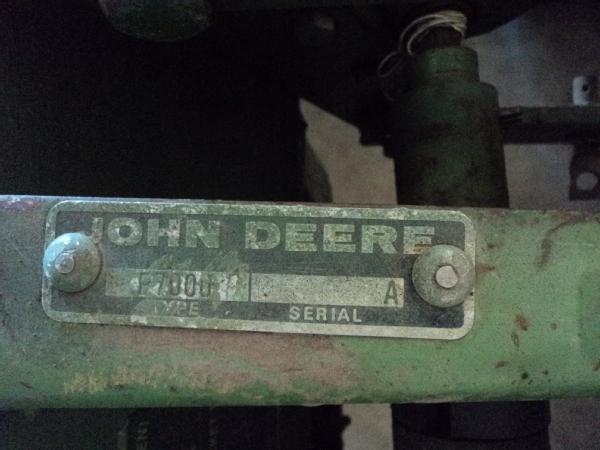 JOHN DEERE
F7000 A
TYPE SERIAL